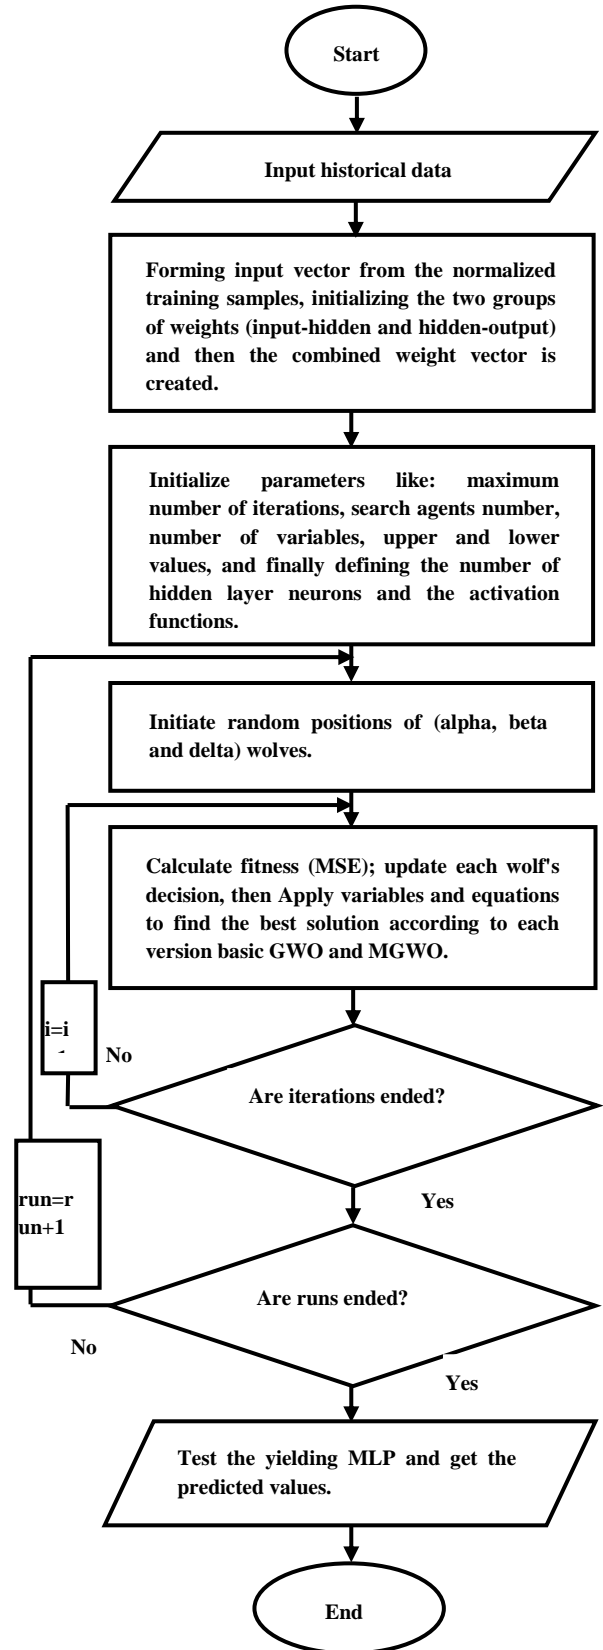 Start
Input historical data
Forming input vector from the normalized
training samples, initializing the two groups
of weights (input-hidden and hidden-output)
and then the combined weight vector is
created.
Initialize parameters like: maximum
number of iterations, search agents number,
number of variables, upper and lower
values, and finally defining the number of
hidden layer neurons and the activation
functions.
Initiate random positions of (alpha, beta
and delta) wolves.
Calculate fitness (MSE); update each wolf's
decision, then Apply variables and equations
to find the best solution according to each
version basic GWO and MGWO.
i=i
No
Are iterations ended?
Yes
run=r
un+1
Are runs ended?
No
Yes
Test the yielding MLP and get the
predicted values.
End